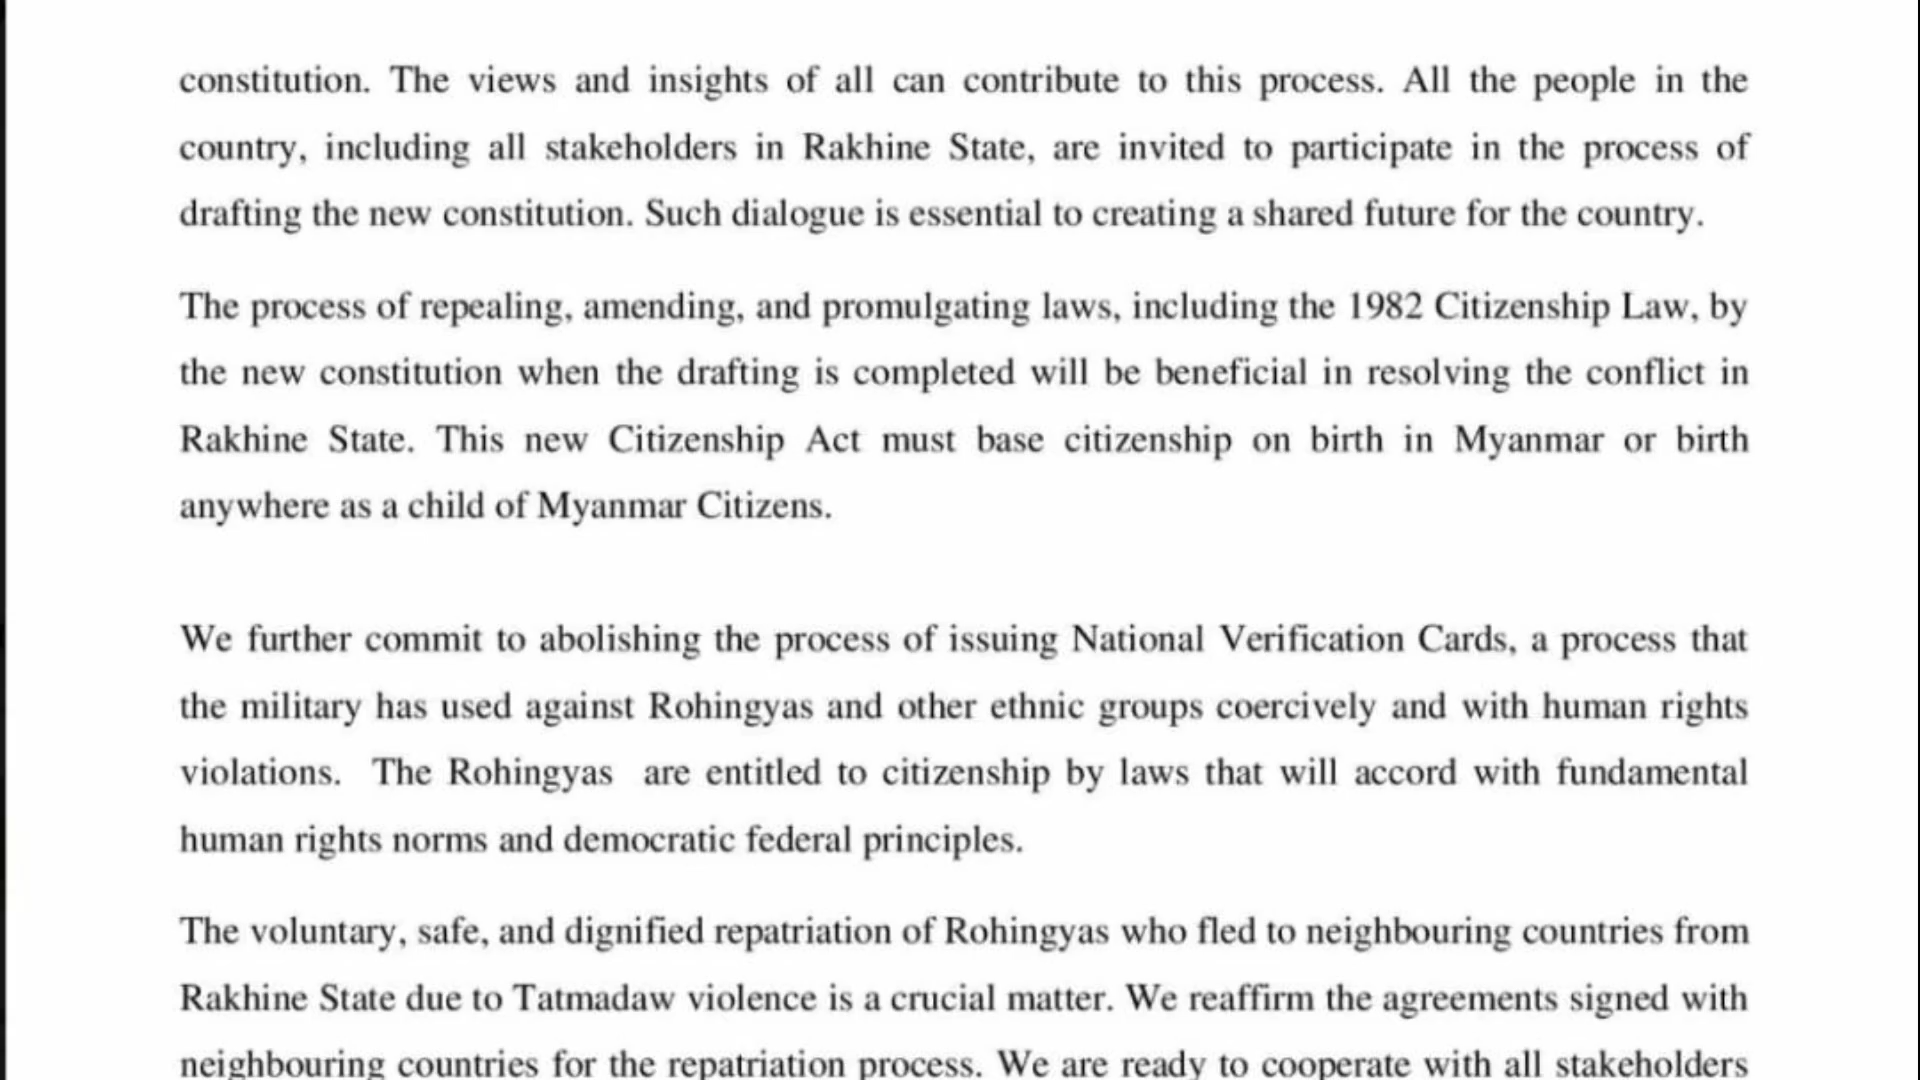 constitution. The views and insights of all can contribute to this process. All the people in the
country, including all stakeholders in Rakhine State, are invited to participate in the process of
drafting the new constitution. Such dialogue is essential to creating a shared future for the country.
The process of repealing, amending, and promulgating laws, including the 1982 Citizenship Law, by
the new constitution when the drafting is completed will be beneficial in resolving the conflict in
Rakhine State. This new Citizenship Act must base citizenship on birth in Myanmar or birth
anywhere as a child of Myanmar Citizens.
We further commit to abolishing the process of issuing National Verification Cards, a process that
the military has used against Rohingyas and other ethnic groups coercively and with human rights
violations. The Rohingyas are entitled to citizenship by laws that will accord with fundamental
human rights norms and democratic federal principles.
The voluntary, safe, and dignified repatriation of Rohingyas who fled to neighbouring countries from
Rakhine State due to Tatmadaw violence is a crucial matter. We reaffirm the agreements signed with
neighbouring countries for the repatriation process. We are ready to cooperate with all stakeholders